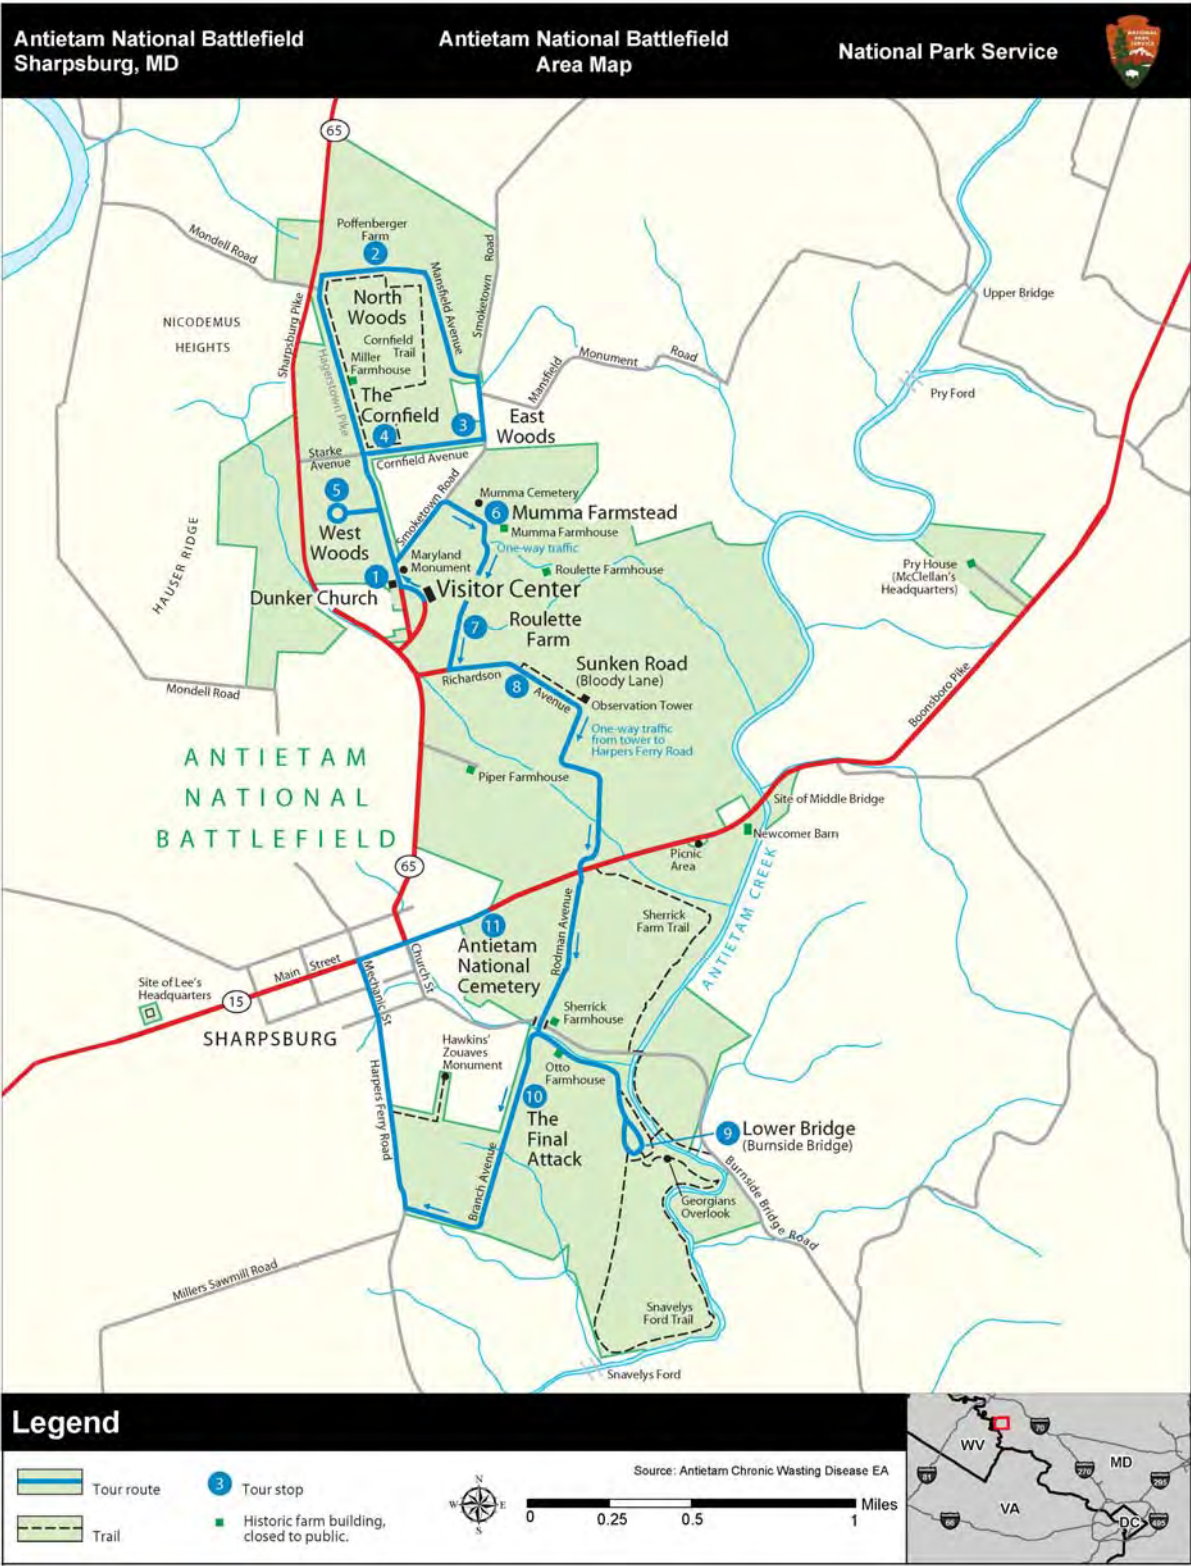 Antietam National Battlefield
Sharpsburg, MD
Antietam National Battlefield
Area Map
National Park Service
NATIONAL
PARK
SERVICE
65
Poffenberger
Farm
2
Mondell Road
Mansfield Avenue
Smoketown Road
Sharpsburg Pike
North
Woods
Upper Bridge
NICODEMUS
HEIGHTS
Cornfield
Trail
Miller
Farmhouse
Hagerstown Pike
Mansfield Monument Road
Pry Ford
The
Cornfield
4
3
East
Woods
Starke
Avenue
Cornfield Avenue
5
Smoketown Road
Mumma Cemetery
6
Mumma Farmstead
Mumma Farmhouse
West
Woods
One-way traffic
HAUSER RIDGE
Maryland
Monument
Roulette Farmhouse
Pry House
(McClellan's
Headquarters)
1
Dunker Church
Visitor Center
7
Roulette
Farm
Sunken Road
(Bloody Lane)
Richardson Avenue
8
Mondell Road
Observation Tower
Boonsboro Pike
One-way traffic
from tower to
Harpers Ferry Road
ANTIETAM
NATIONAL
BATTLEFIELD
Piper Farmhouse
Site of Middle Bridge
Newcomer Barn
Picnic
Area
65
ANTIETAM CREEK
Rodman Avenue
Sherrick
Farm Trail
11
Antietam
National
Cemetery
Church St
Main Street
Mechanic St
Site of Lee's
Headquarters
15
SHARPSBURG
Sherrick
Farmhouse
Hawkins'
Zouaves
Monument
Otto
Farmhouse
Harpers Ferry Road
10
The
Final
Attack
9
Lower Bridge
(Burnside Bridge)
Branch Avenue
Burnside Bridge Road
Georgians
Overlook
Millers Sawmill Road
Snavelys
Ford Trail
Snavelys Ford
Legend
Tour route
3
Tour stop
Trail
Historic farm building,
closed to public.
N
W
E
S
Source: Antietam Chronic Wasting Disease EA
Miles
0
0.25
0.5
1
WV
70
MD
81
270
295
VA
66
DC
495